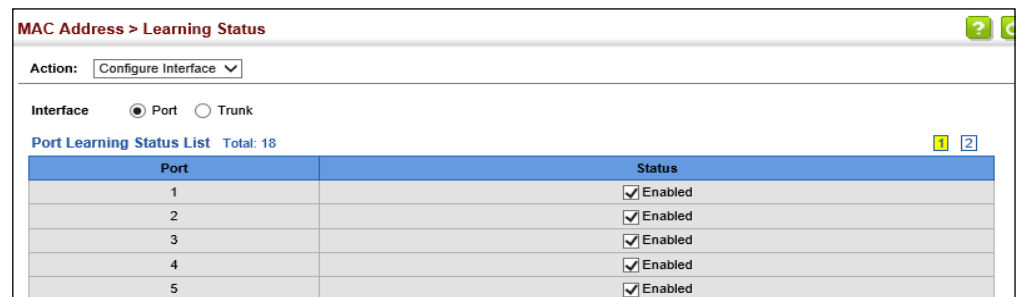 MAC Address > Learning Status
?
Action: Configure Interface
Interface Port Trunk
Port Learning Status List Total: 18 1 2
Port Status
1 Enabled
2 Enabled
3 Enabled
4 Enabled
5 Enabled